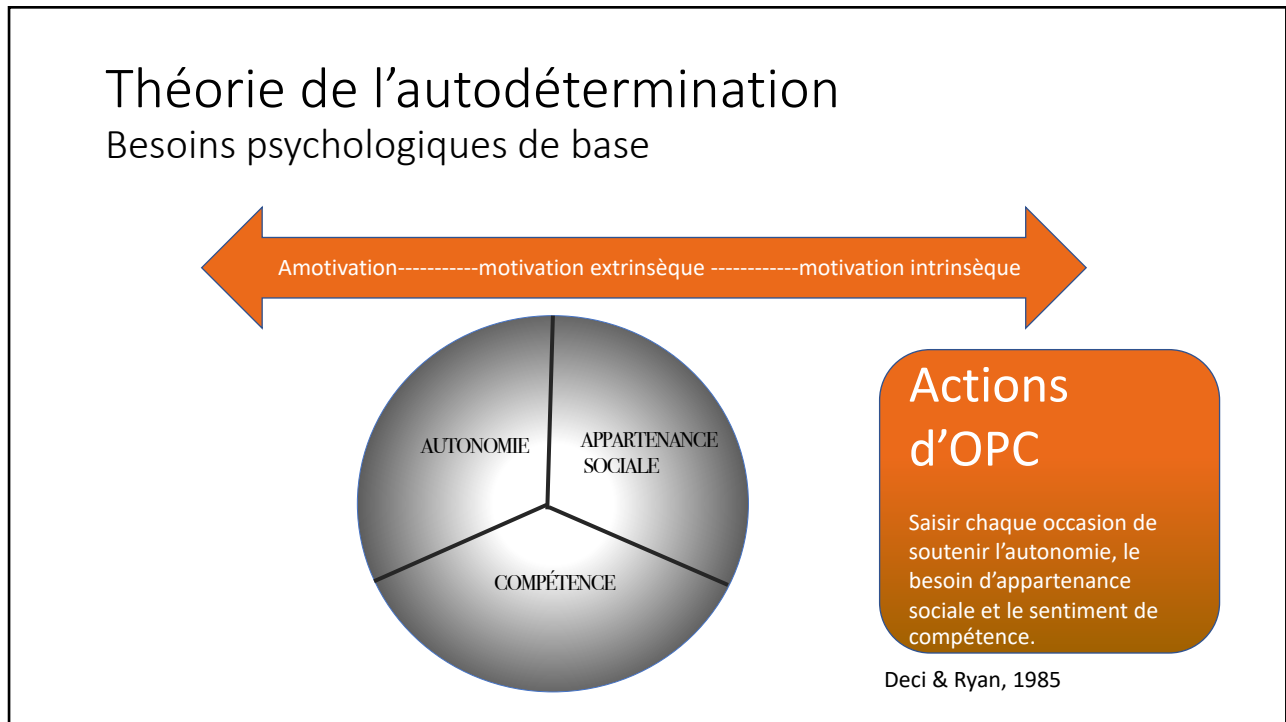 Théorie de l’autodétermination
Besoins psychologiques de base
Amotivation-----------motivation extrinsèque ------------motivation intrinsèque
AUTONOMIE
APPARTENANCE
SOCIALE
COMPÉTENCE
Actions
d’OPC
Saisir chaque occasion de
soutenir l’autonomie, le
besoin d’appartenance
sociale et le sentiment de
compétence.
Deci & Ryan, 1985